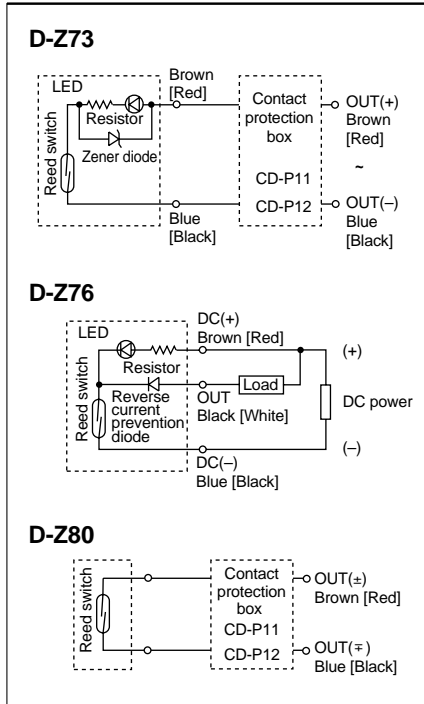 D-Z73
LED
Brown
[Red]
Resistor
Zener diode
Reed switch
Blue
[Black]
Contact
protection
box
CD-P11
CD-P12
OUT(+)
Brown
[Red]
~
OUT(–)
Blue
[Black]
D-Z76
LED
DC(+)
Brown [Red]
Resistor
Reed switch
Reverse
current
prevention
diode
OUT
Black [White]
Load
(+)
DC power
(–)
DC(–)
Blue [Black]
D-Z80
Reed switch
Contact
protection
box
CD-P11
CD-P12
OUT(±)
Brown [Red]
OUT(∓)
Blue [Black]